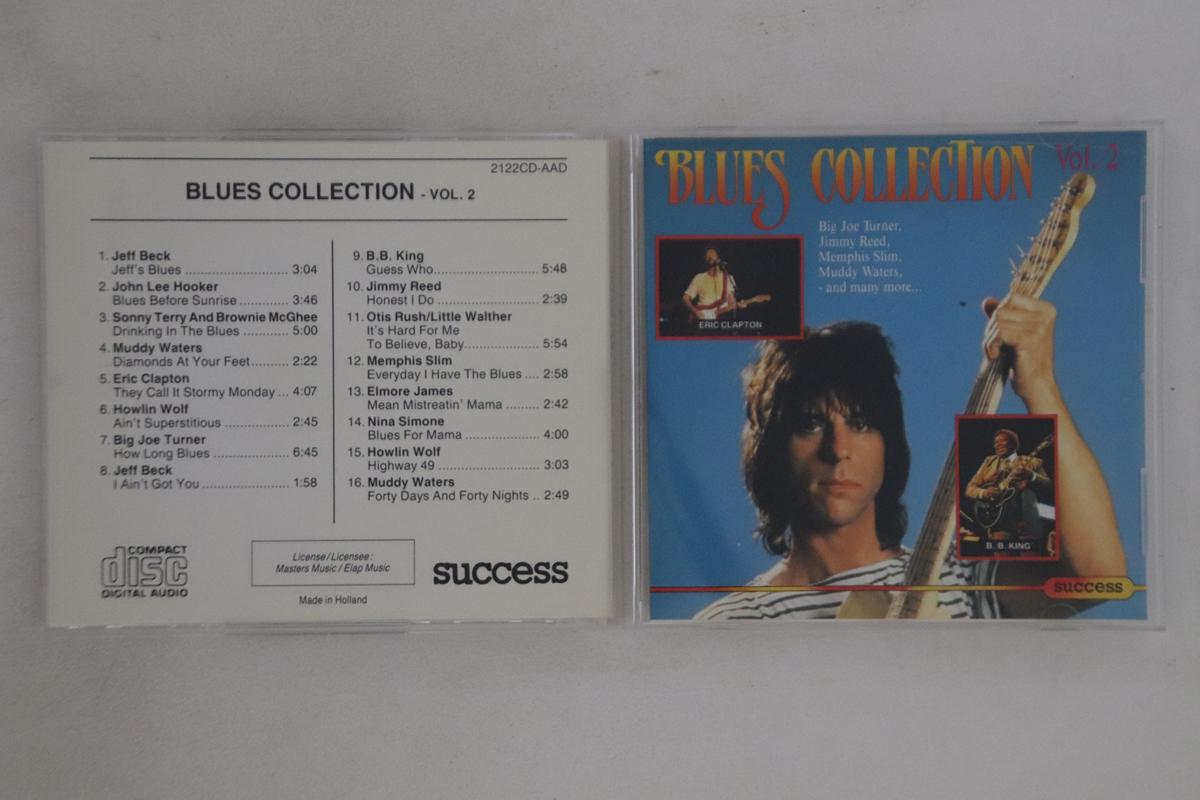 2122CD-AAD
BLUES COLLECTION - VOL. 2
1. Jeff Beck
Jeff's Blues ........................ 3:04
2. John Lee Hooker
Blues Before Sunrise ............ 3:46
3. Sonny Terry And Brownie McGhee
Drinking In The Blues ........... 5:00
4. Muddy Waters
Diamonds At Your Feet......... 2:22
5. Eric Clapton
They Call It Stormy Monday ... 4:07
6. Howlin Wolf
Ain't Superstitious ................ 2:45
7. Big Joe Turner
How Long Blues ................... 6:45
8. Jeff Beck
I Ain't Got You ...................... 1:58
9. B.B. King
Guess Who......................... 5:48
10. Jimmy Reed
Honest I Do ........................ 2:39
11. Otis Rush/Little Walther
It's Hard For Me
To Believe, Baby.................. 5:54
12. Memphis Slim
Everyday I Have The Blues .... 2:58
13. Elmore James
Mean Mistreatin' Mama ........ 2:42
14. Nina Simone
Blues For Mama .................. 4:00
15. Howlin Wolf
Highway 49 ........................ 3:03
16. Muddy Waters
Forty Days And Forty Nights .. 2:49
COMPACT
disc
DIGITAL AUDIO
License/Licensee:
Masters Music / Elap Music
Made in Holland
success
BLUES COLLECTION Vol. 2
Big Joe Turner,
Jimmy Reed,
Memphis Slim,
Muddy Waters,
- and many more...
ERIC CLAPTON
B. B. KING
success